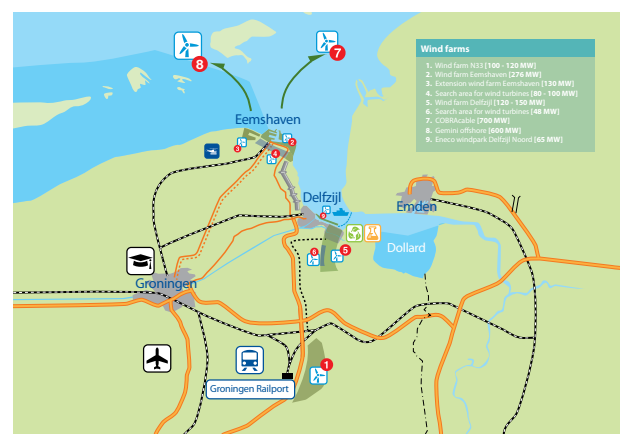 8
7
Wind farms
1. Wind farm N33 [100 - 120 MW]
2. Wind farm Eemshaven [276 MW]
3. Extension wind farm Eemshaven [130 MW]
4. Search area for wind turbines [80 - 100 MW]
5. Wind farm Delfzijl [120 - 150 MW]
6. Search area for wind turbines [48 MW]
7. COBRAcable [700 MW]
8. Gemini offshore [600 MW]
9. Eneco windpark Delfzijl Noord [65 MW]
Eemshaven
3
2
4
Delfzijl
9
Emden
Dollard
6
5
Groningen
Groningen Railport
1